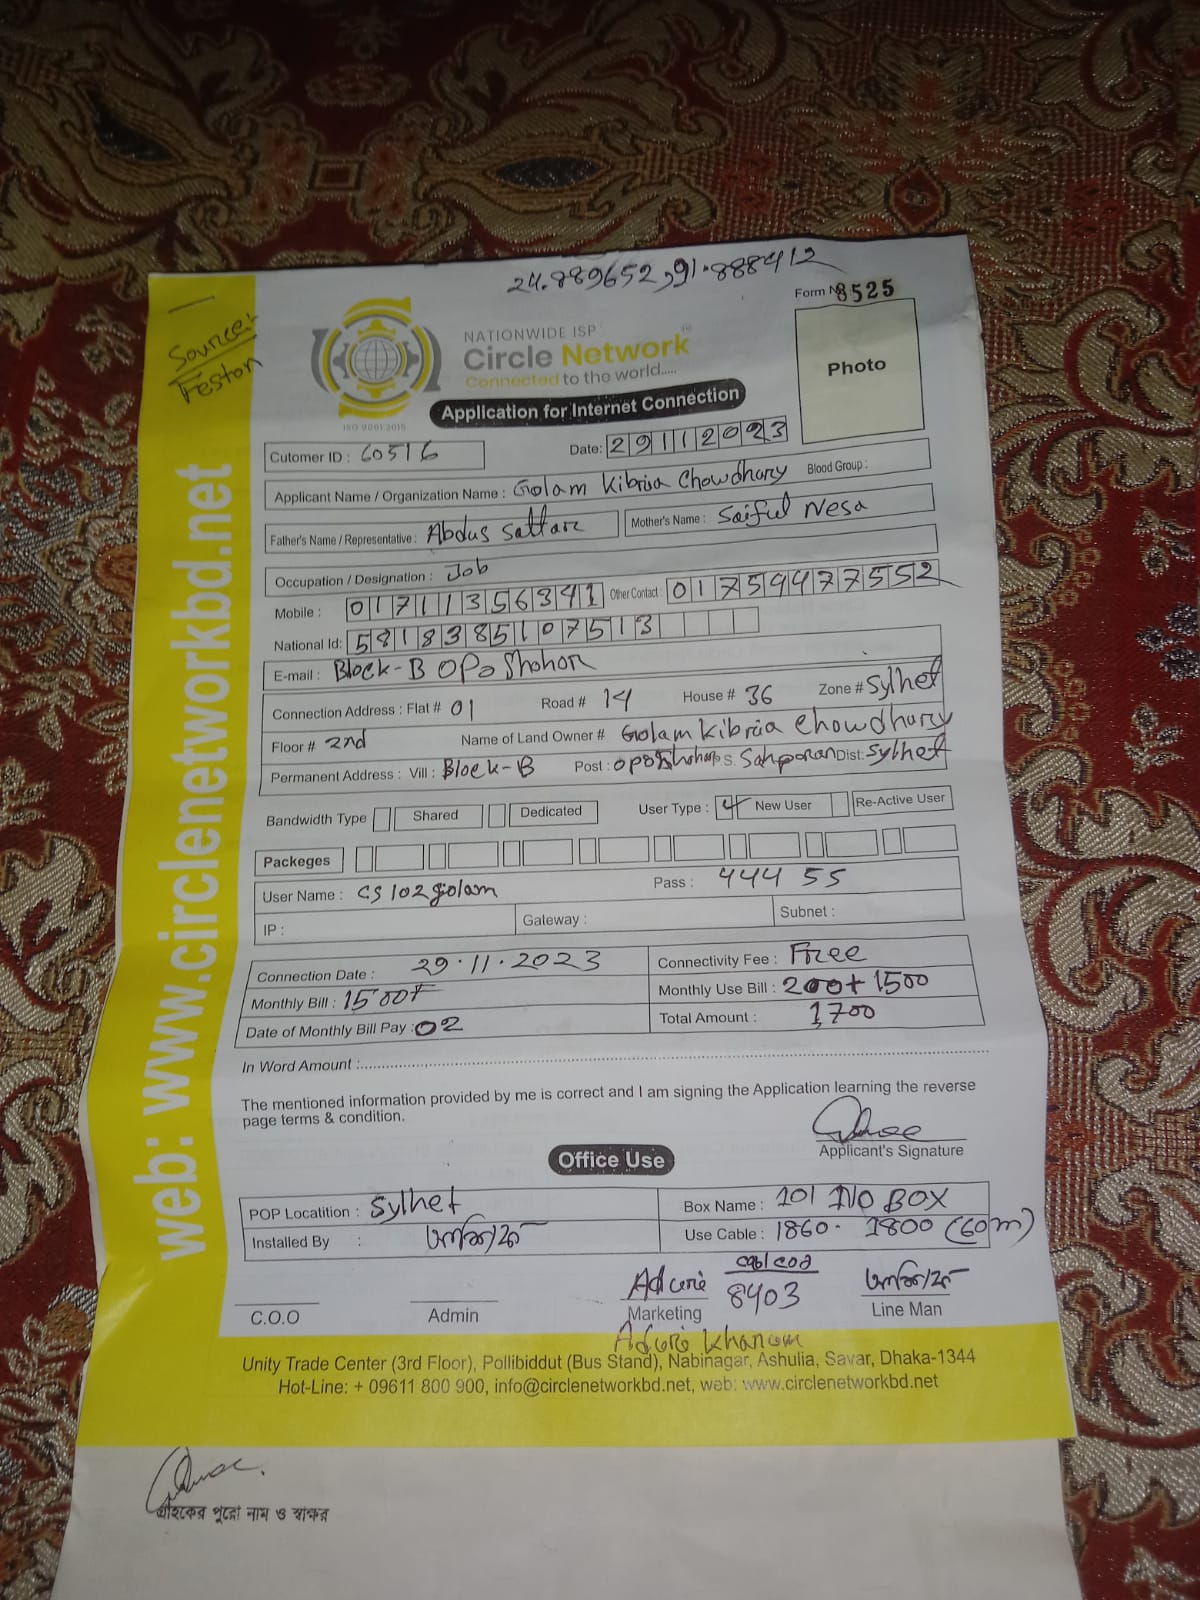 24.889652,91.888412
Form No 8525
Source:
Feston
NATIONWIDE ISP
Circle Network
Connected to the world.....
ISO 9001:2015
Photo
Application for Internet Connection
Cutomer ID : 60516 Date: 29112023
Applicant Name / Organization Name : Golam Kibria Chowdhary Blood Group :
Father's Name / Representative : Abdus Sattar Mother's Name : Saiful Nesa
Occupation / Designation : Job
Mobile : 01711356341 Other Contact : 01759477552
National Id: 5818385107513
E-mail : Block-B OPoShohor
Connection Address : Flat # 01 Road # 14 House # 36 Zone # Sylhet
Floor # 2nd Name of Land Owner # Golam Kibria Chowdhary
Permanent Address : Vill : Block-B Post : S. Sahporan Dist: Sylhet
Bandwidth Type Shared Dedicated User Type : New User Re-Active User
Packeges
User Name : CS102golam Pass : 444 55
IP : Gateway : Subnet :
Connection Date : 29.11.2023 Connectivity Fee : Free
Monthly Bill : 1500+ Monthly Use Bill : 200+ 1500
Date of Monthly Bill Pay : 02 Total Amount : 1700
In Word Amount :
The mentioned information provided by me is correct and I am signing the Application learning the reverse
page terms & condition.
Applicant's Signature
Office Use
POP Locatition : Sylhet Box Name : 101 NO BOX
Installed By : Use Cable : 1860- 1800 (60m)
8403
C.O.O Admin Marketing Line Man
Adurie Khanom
Unity Trade Center (3rd Floor), Pollibiddut (Bus Stand), Nabinagar, Ashulia, Savar, Dhaka-1344
Hot-Line: + 09611 800 900, info@circlenetworkbd.net, web: www.circlenetworkbd.net
web: www.circlenetworkbd.net
গ্রাহকের পুরো নাম ও স্বাক্ষর